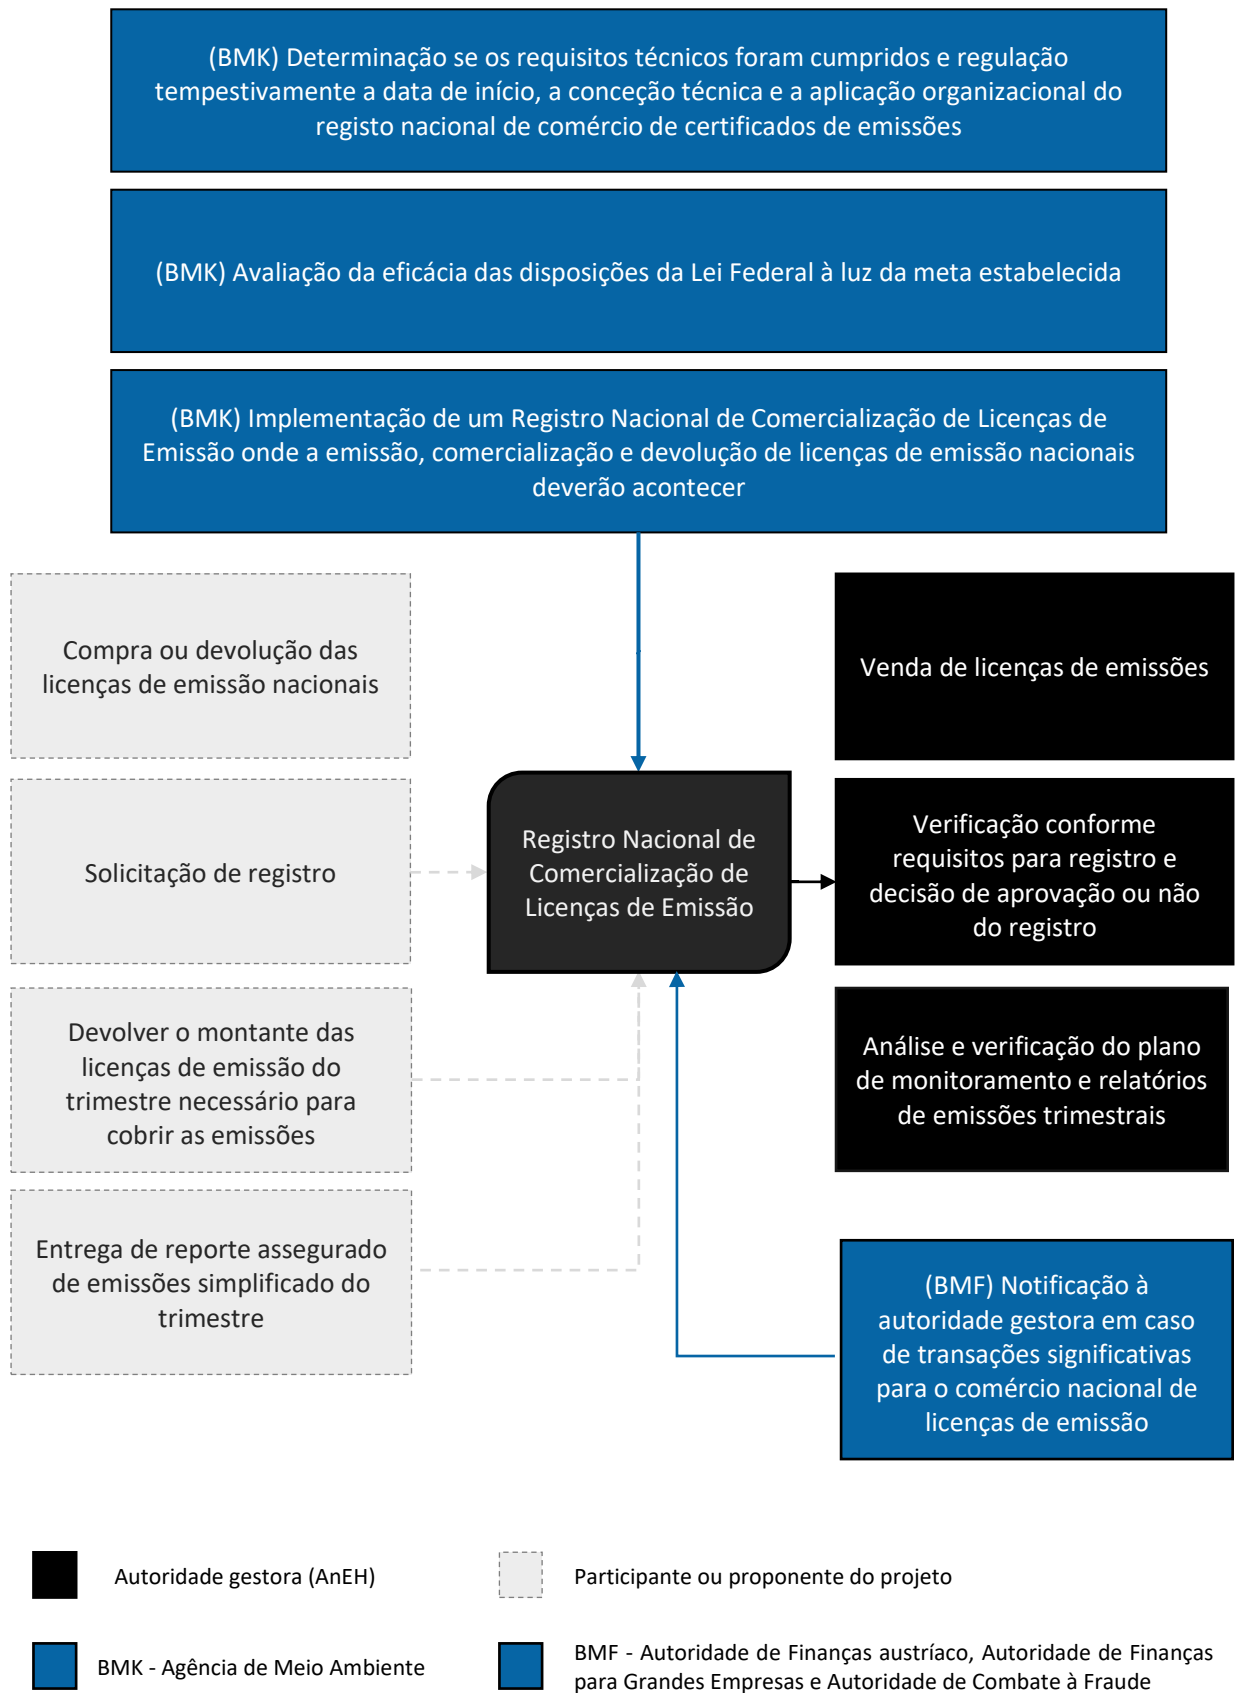 (BMK) Determinação se os requisitos técnicos foram cumpridos e regulação
tempestivamente a data de início, a conceção técnica e a aplicação organizacional do
registo nacional de comércio de certificados de emissões
(BMK) Avaliação da eficácia das disposições da Lei Federal à luz da meta estabelecida
(BMK) Implementação de um Registro Nacional de Comercialização de Licenças de
Emissão onde a emissão, comercialização e devolução de licenças de emissão nacionais
deverão acontecer
Compra ou devolução das
licenças de emissão nacionais
Venda de licenças de emissões
Solicitação de registro
Registro Nacional de
Comercialização de
Licenças de Emissão
Verificação conforme
requisitos para registro e
decisão de aprovação ou não
do registro
Devolver o montante das
licenças de emissão do
trimestre necessário para
cobrir as emissões
Análise e verificação do plano
de monitoramento e relatórios
de emissões trimestrais
Entrega de reporte assegurado
de emissões simplificado do
trimestre
(BMF) Notificação à
autoridade gestora em caso
de transações significativas
para o comércio nacional de
licenças de emissão
Autoridade gestora (AnEH)
Participante ou proponente do projeto
BMK - Agência de Meio Ambiente
BMF - Autoridade de Finanças austríaco, Autoridade de Finanças
para Grandes Empresas e Autoridade de Combate à Fraude